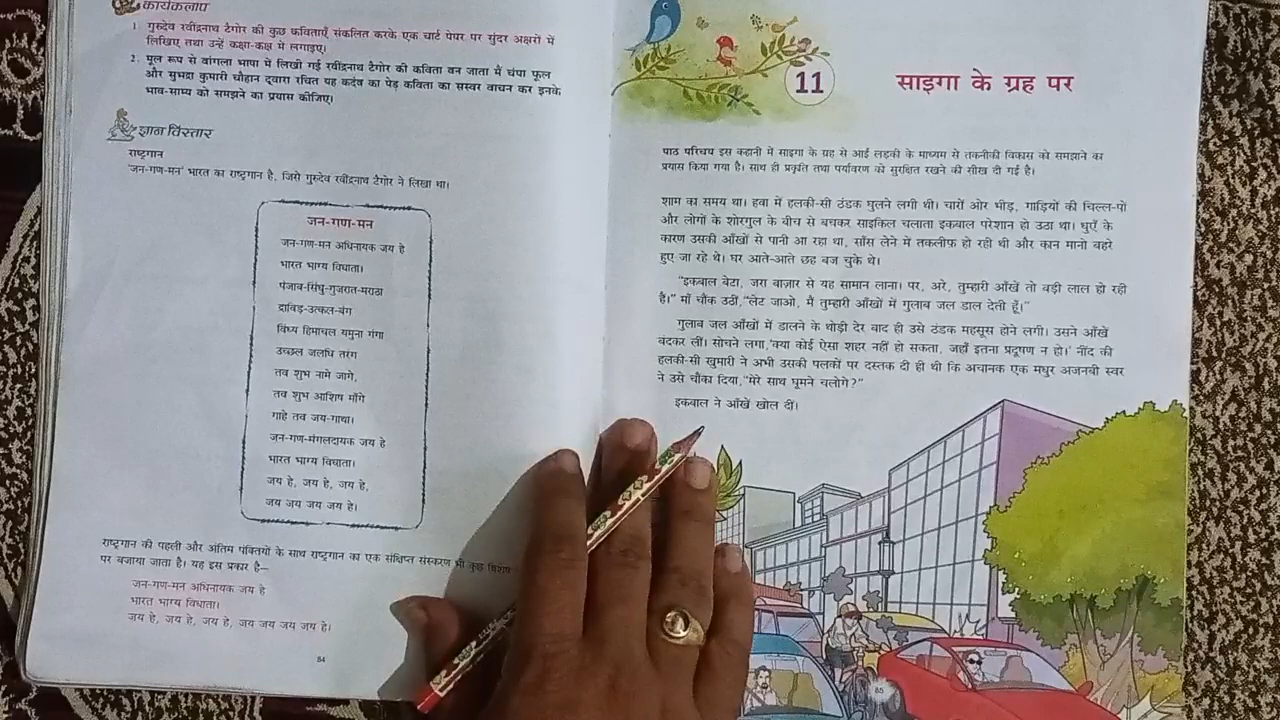 कार्यकलाप
1. गुरुदेव रवींद्रनाथ टैगोर की कुछ कविताएँ संकलित करके एक चार्ट पेपर पर सुंदर अक्षरों में
लिखिए तथा उन्हें कक्षा-कक्ष में लगाइए।
2. मूल रूप से बांगला भाषा में लिखी गई रवींद्रनाथ टैगोर की कविता बन जाता मैं चंपा फूल
और सुभद्रा कुमारी चौहान द्वारा रचित यह कदंब का पेड़ कविता का सस्वर वाचन कर इनके
भाव-साम्य को समझने का प्रयास कीजिए।
ज्ञान विस्तार
राष्ट्रगान
'जन-गण-मन' भारत का राष्ट्रगान है, जिसे गुरुदेव रवींद्रनाथ टैगोर ने लिखा था।
जन-गण-मन
जन-गण-मन अधिनायक जय हे
भारत भाग्य विधाता।
पंजाब-सिंधु-गुजरात-मराठा
द्राविड़-उत्कल-बंग
विंध्य हिमाचल यमुना गंगा
उच्छल जलधि तरंग
तव शुभ नामे जागे,
तव शुभ आशिष माँगे
गाहे तव जय-गाथा।
जन-गण-मंगलदायक जय हे
भारत भाग्य विधाता।
जय हे, जय हे, जय हे,
जय जय जय जय हे।
राष्ट्रगान की पहली और अंतिम पंक्तियों के साथ राष्ट्रगान का एक संक्षिप्त संस्करण भी कुछ विशेष
पर बजाया जाता है। यह इस प्रकार है—
जन-गण-मन अधिनायक जय हे
भारत भाग्य विधाता।
जय हे, जय हे, जय हे, जय जय जय जय हे।
84
11
साइगा के ग्रह पर
पाठ परिचय इस कहानी में साइगा के ग्रह से आई लड़की के माध्यम से तकनीकी विकास को समझाने का
प्रयास किया गया है। साथ ही प्रकृति तथा पर्यावरण को सुरक्षित रखने की सीख दी गई है।
शाम का समय था। हवा में हलकी-सी ठंडक घुलने लगी थी। चारों ओर भीड़, गाड़ियों की चिल्ल-पों
और लोगों के शोरगुल के बीच से बचकर साइकिल चलाता इकबाल परेशान हो उठा था। धुएँ के
कारण उसकी आँखों से पानी आ रहा था, साँस लेने में तकलीफ़ हो रही थी और कान मानो बहरे
हुए जा रहे थे। घर आते-आते छह बज चुके थे।
"इकबाल बेटा, जरा बाज़ार से यह सामान लाना। पर, अरे, तुम्हारी आँखें तो बड़ी लाल हो रही
हैं।" माँ चौंक उठीं, "लेट जाओ, मैं तुम्हारी आँखों में गुलाब जल डाल देती हूँ।"
गुलाब जल आँखों में डालने के थोड़ी देर बाद ही उसे ठंडक महसूस होने लगी। उसने आँखें
बंदकर लीं। सोचने लगा, 'क्या कोई ऐसा शहर नहीं हो सकता, जहाँ इतना प्रदूषण न हो।' नींद की
हलकी-सी खुमारी ने अभी उसकी पलकों पर दस्तक दी ही थी कि अचानक एक मधुर अजनबी स्वर
ने उसे चौंका दिया, "मेरे साथ घूमने चलोगे?"
इकबाल ने आँखें खोल दीं।
85